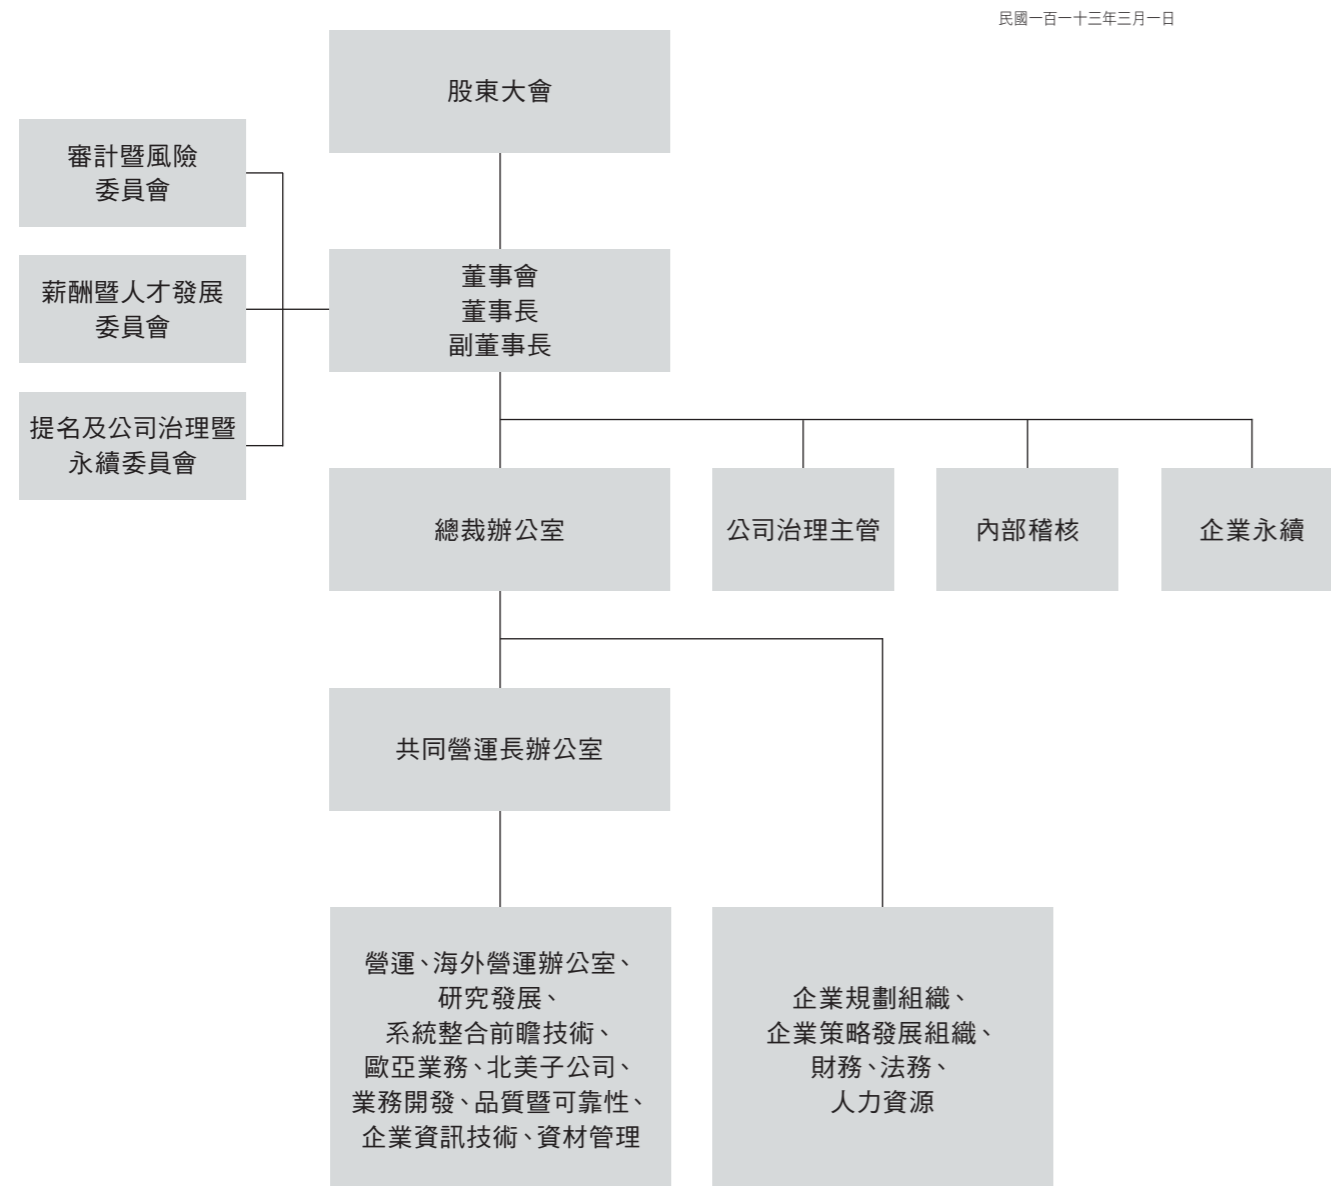 民國一百一十三年三月一日
股東大會
審計暨風險
委員會
薪酬暨人才發展
委員會
提名及公司治理暨
永續委員會
董事會
董事長
副董事長
總裁辦公室
公司治理主管
內部稽核
企業永續
共同營運長辦公室
營運、海外營運辦公室、
研究發展、
系統整合前瞻技術、
歐亞業務、北美子公司、
業務開發、品質暨可靠性、
企業資訊技術、資材管理
企業規劃組織、
企業策略發展組織、
財務、法務、
人力資源